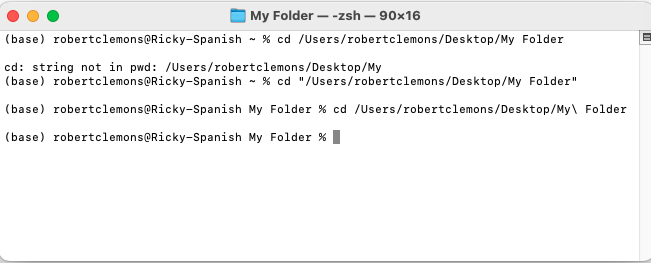 My Folder — -zsh — 90×16
(base) robertclemons@Ricky-Spanish ~ % cd /Users/robertclemons/Desktop/My Folder
cd: string not in pwd: /Users/robertclemons/Desktop/My
(base) robertclemons@Ricky-Spanish ~ % cd "/Users/robertclemons/Desktop/My Folder"
(base) robertclemons@Ricky-Spanish My Folder % cd /Users/robertclemons/Desktop/My\ Folder
(base) robertclemons@Ricky-Spanish My Folder %